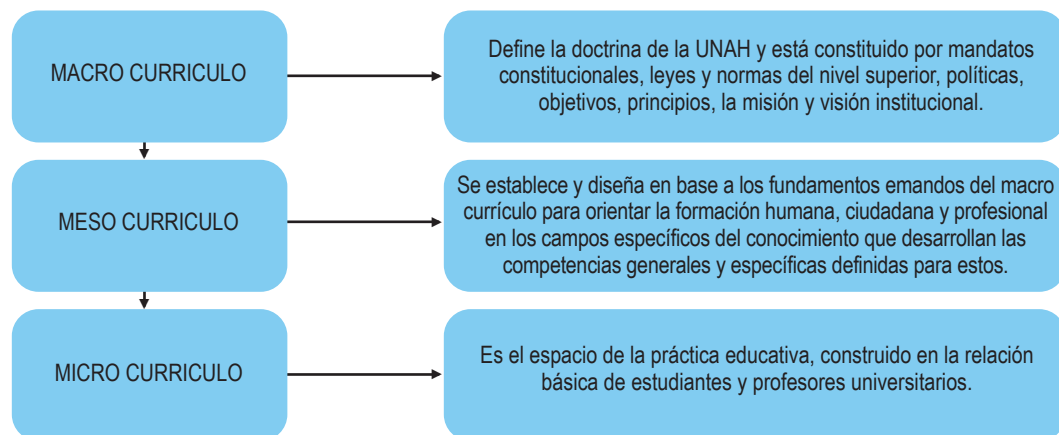 MACRO CURRICULO
Define la doctrina de la UNAH y está constituido por mandatos
constitucionales, leyes y normas del nivel superior, políticas,
objetivos, principios, la misión y visión institucional.
MESO CURRICULO
Se establece y diseña en base a los fundamentos emandos del macro
currículo para orientar la formación humana, ciudadana y profesional
en los campos específicos del conocimiento que desarrollan las
competencias generales y específicas definidas para estos.
MICRO CURRICULO
Es el espacio de la práctica educativa, construido en la relación
básica de estudiantes y profesores universitarios.